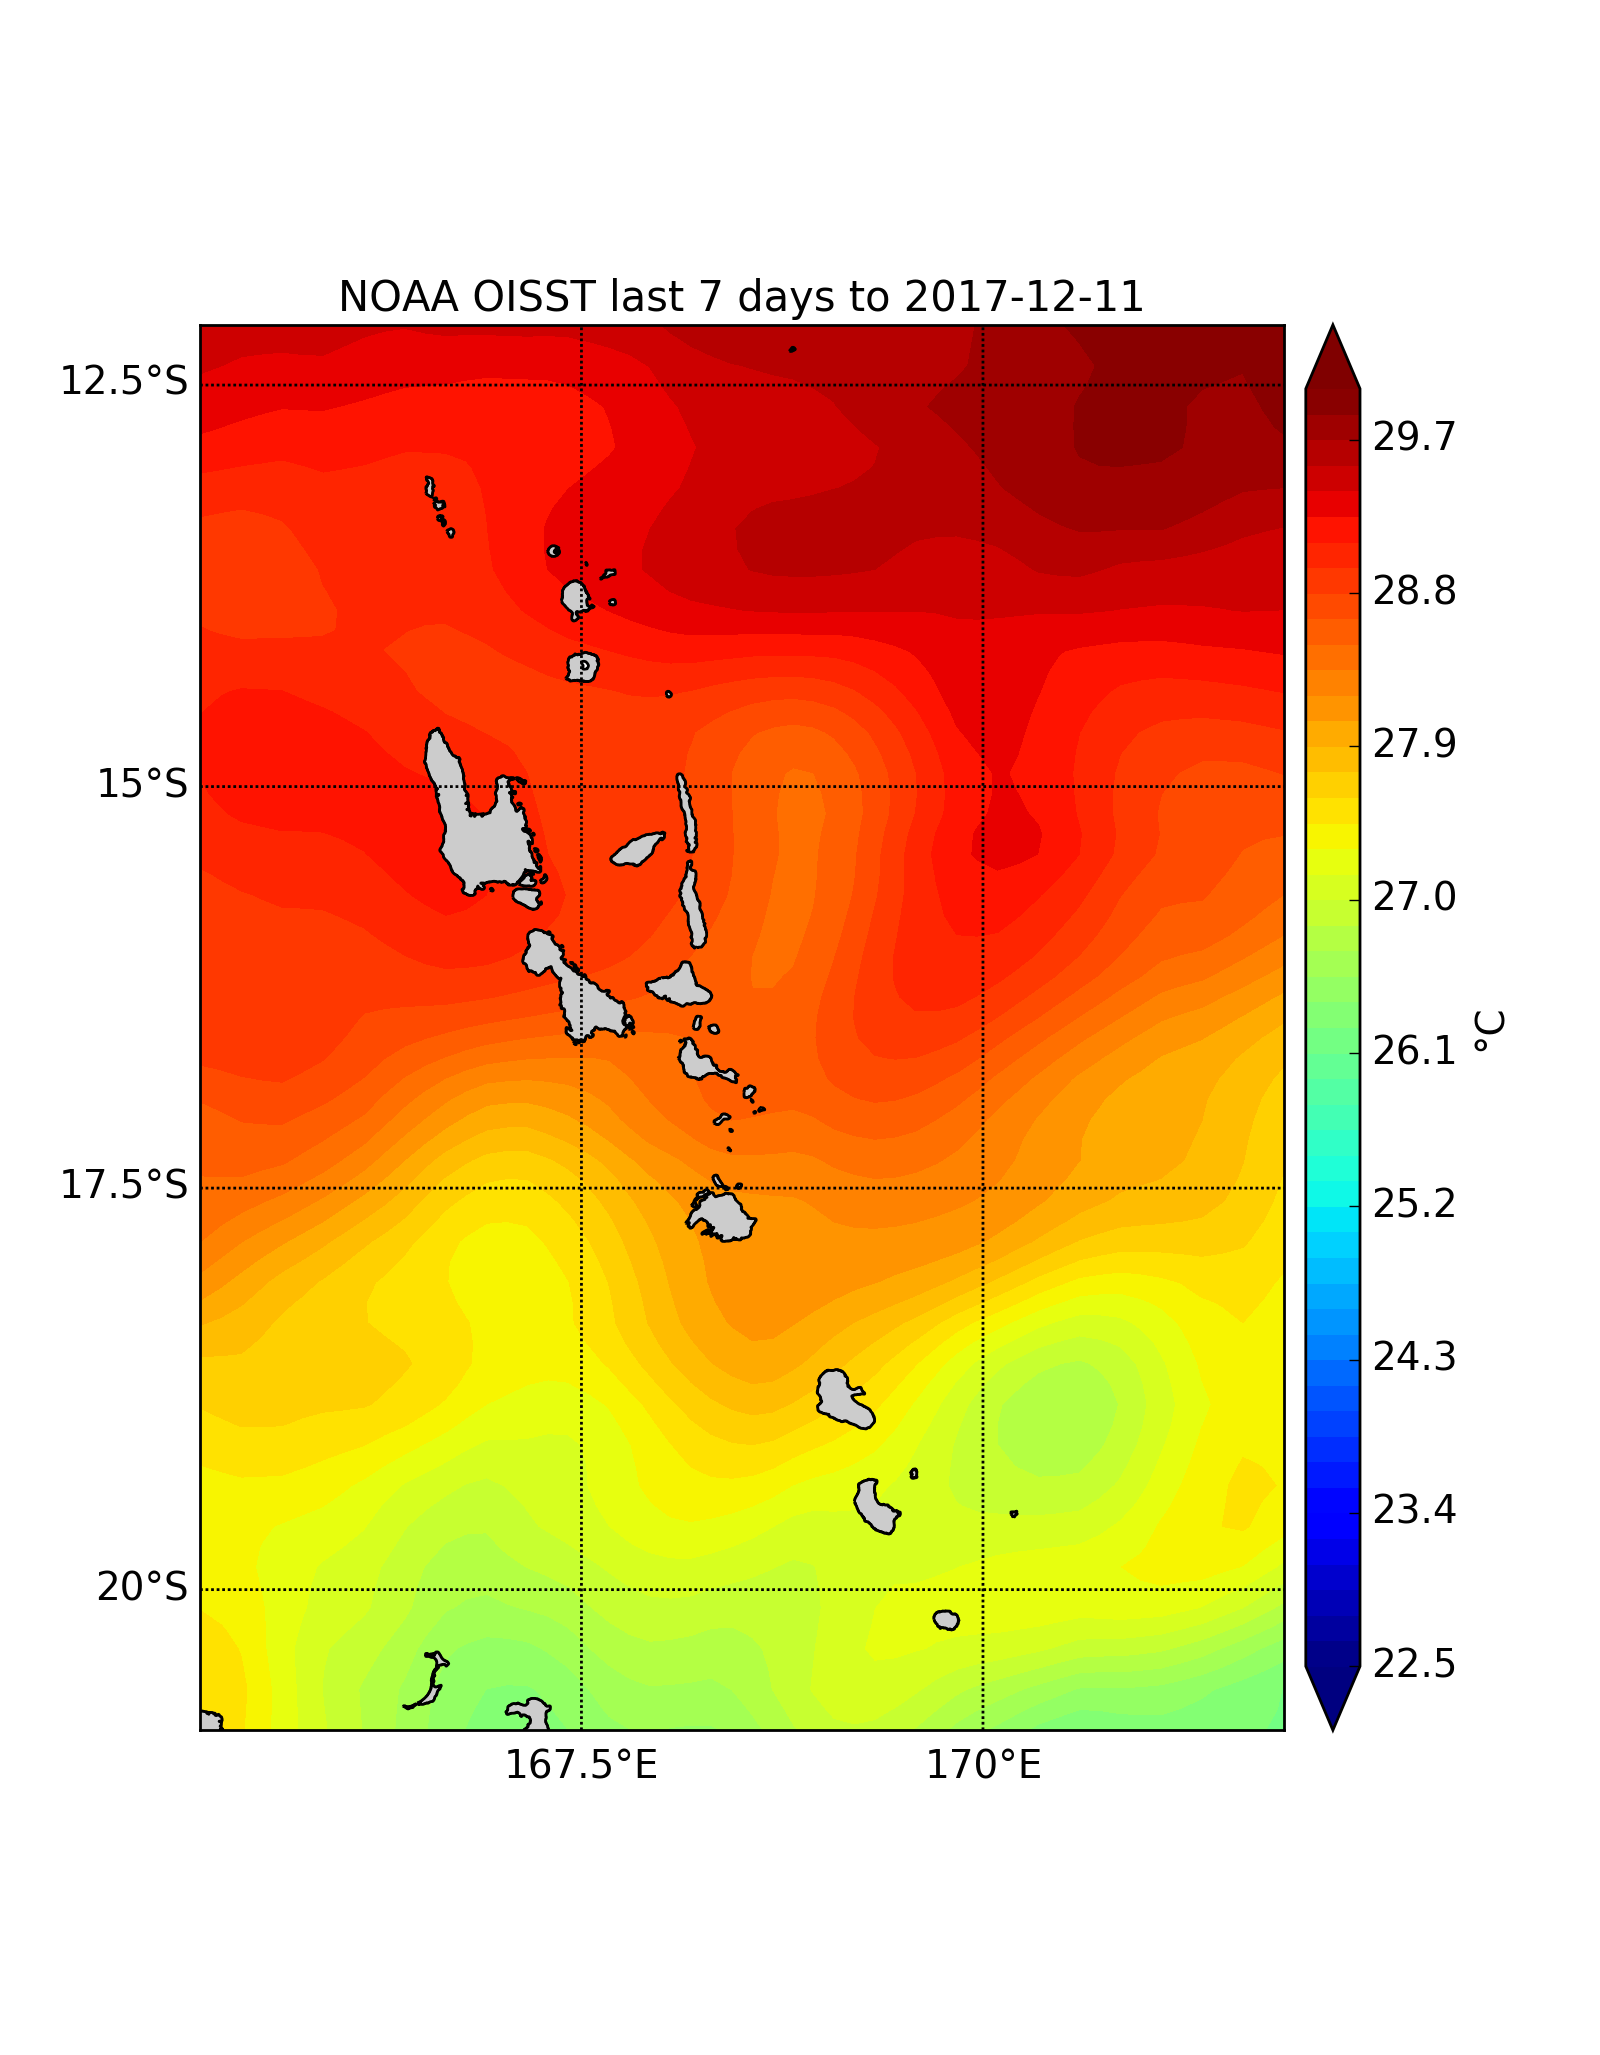 NOAA OISST last 7 days to 2017-12-11
12.5°S
15°S
17.5°S
20°S
167.5°E
170°E
29.7
28.8
27.9
27.0
26.1
25.2
24.3
23.4
22.5
°C